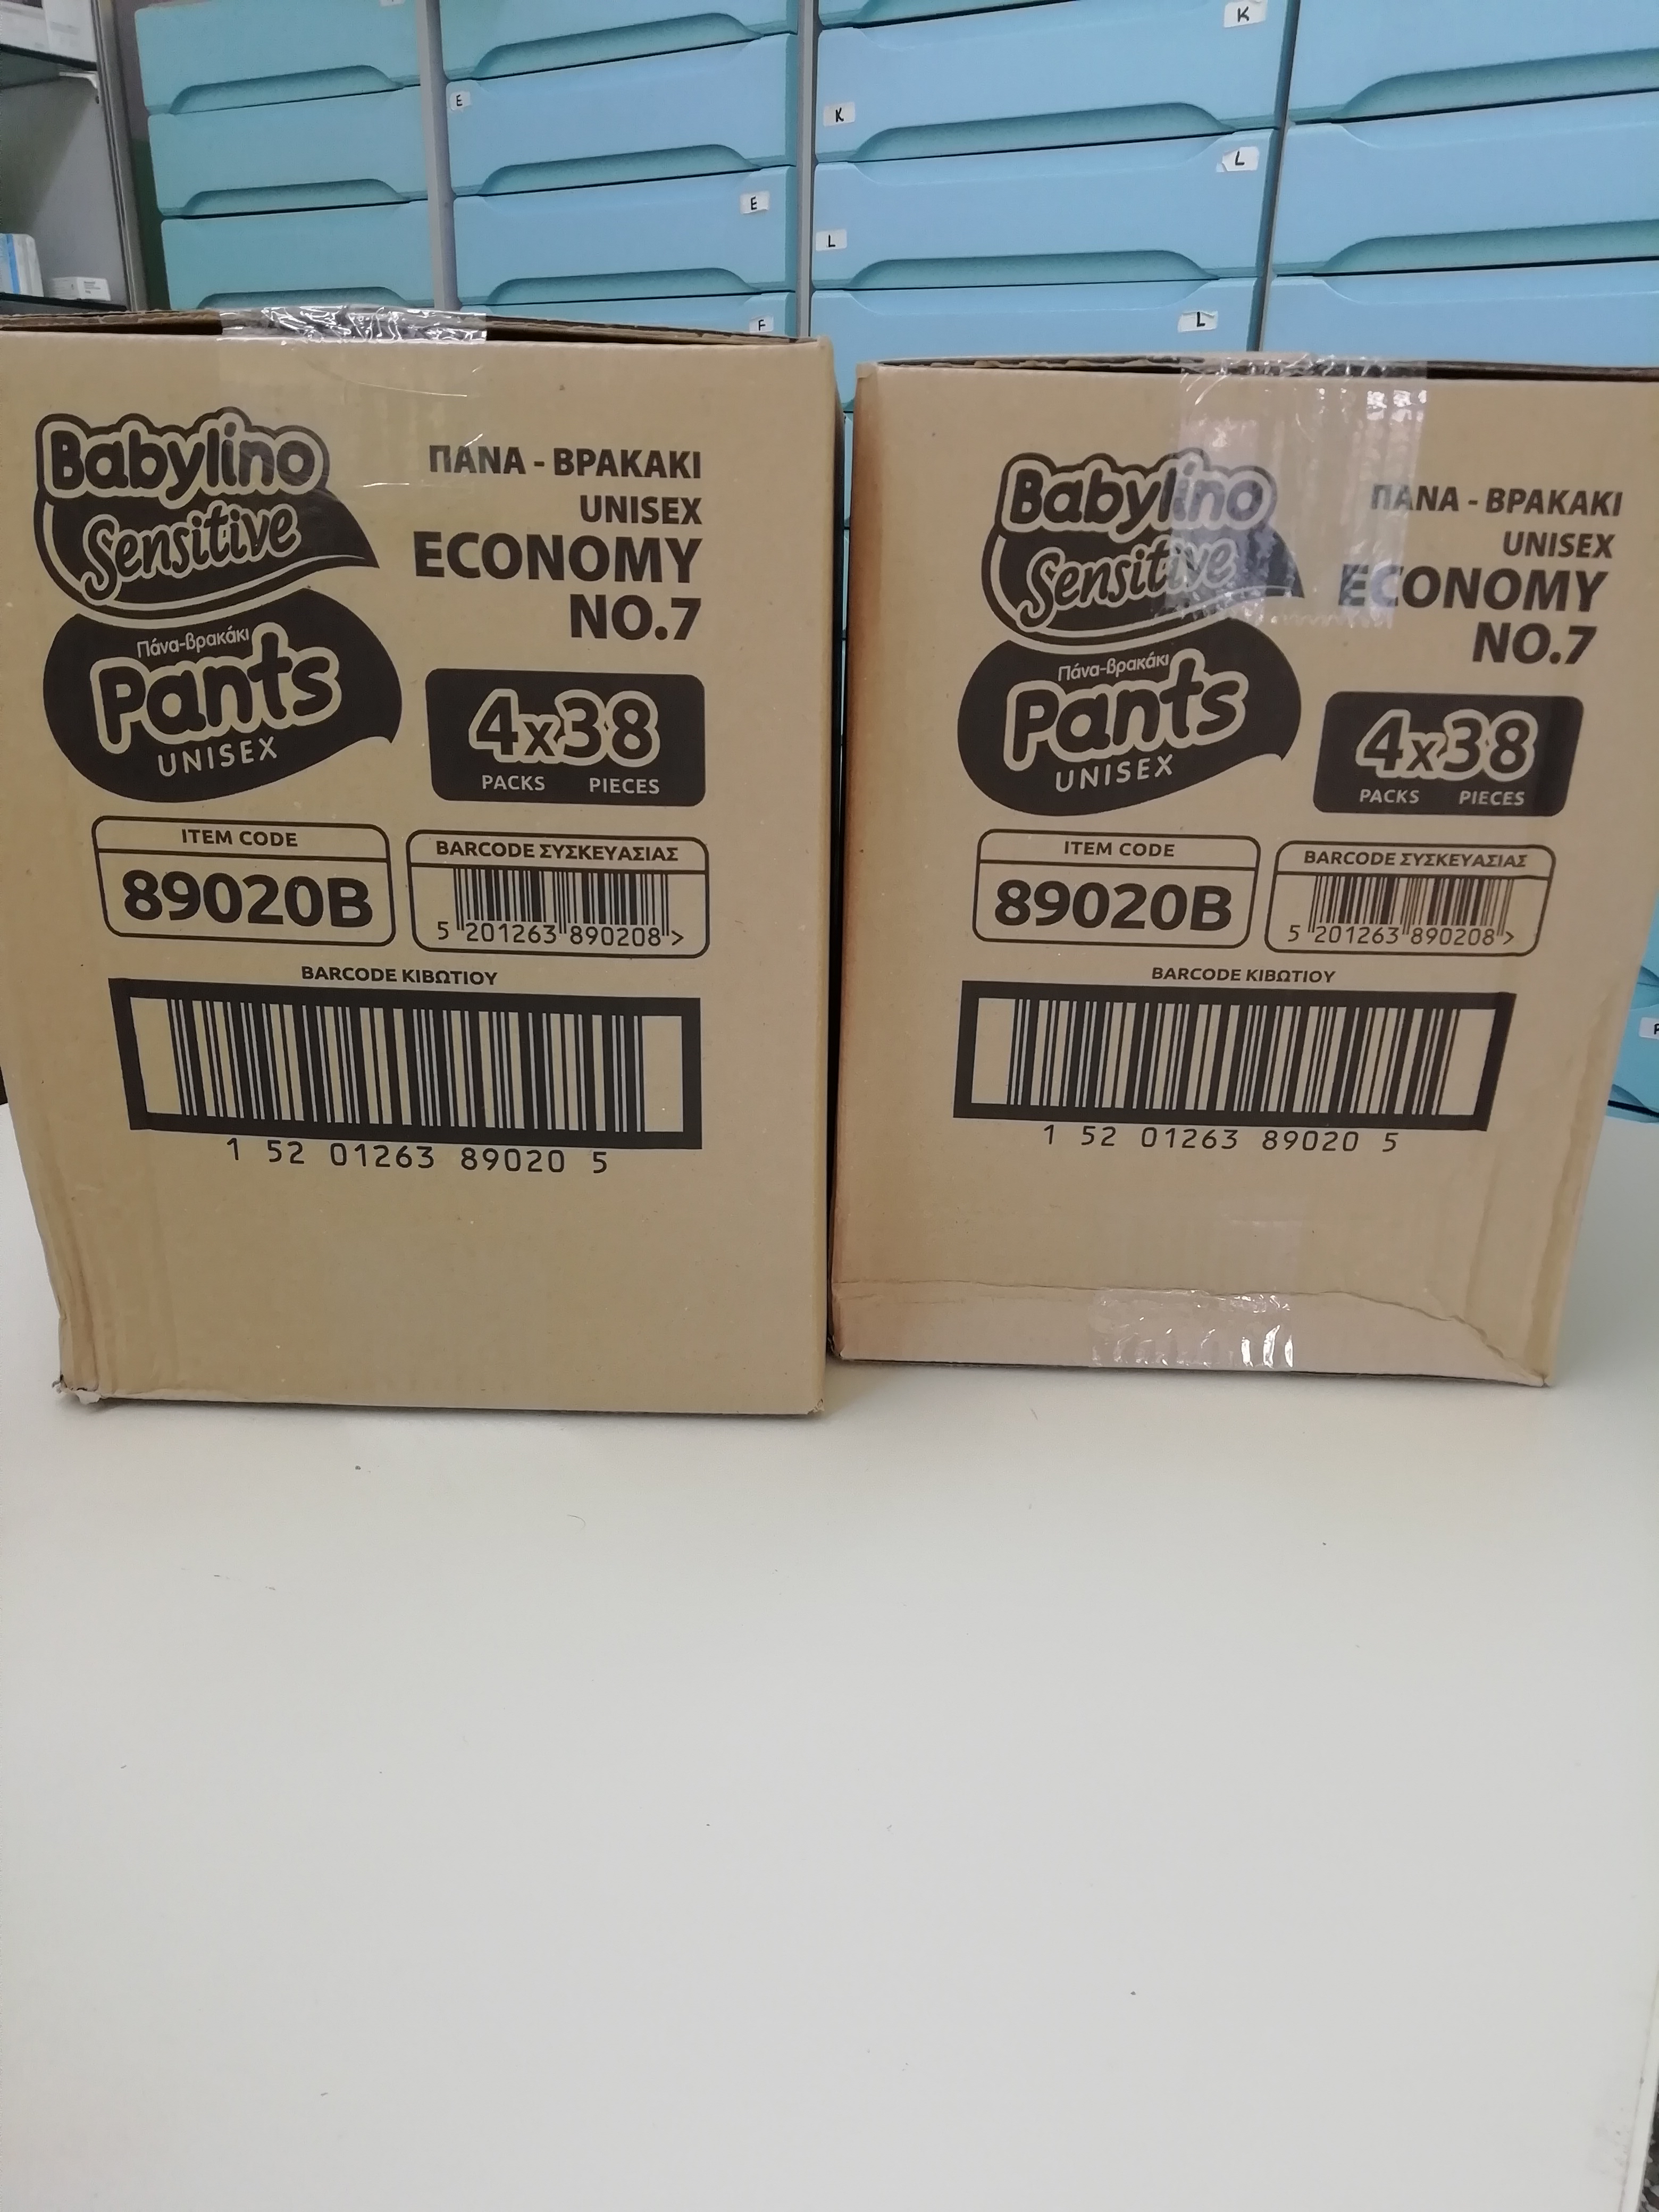 K
E
K
L
E
L
F
L
Babylino
Sensitive
Πάνα-βρακάκι
Pants
UNISEX
ΠΑΝΑ - ΒΡΑΚΑΚΙ
UNISEX
ECONOMY
NO.7
4x38
PACKS PIECES
ITEM CODE
89020B
BARCODE ΣΥΣΚΕΥΑΣΙΑΣ
5 201263 890208 >
BARCODE ΚΙΒΩΤΙΟΥ
1 52 01263 89020 5
Babylino
Sensitive
Πάνα-βρακάκι
Pants
UNISEX
ΠΑΝΑ - ΒΡΑΚΑΚΙ
UNISEX
ECONOMY
NO.7
4x38
PACKS PIECES
ITEM CODE
89020B
BARCODE ΣΥΣΚΕΥΑΣΙΑΣ
5 201263 890208 >
BARCODE ΚΙΒΩΤΙΟΥ
1 52 01263 89020 5